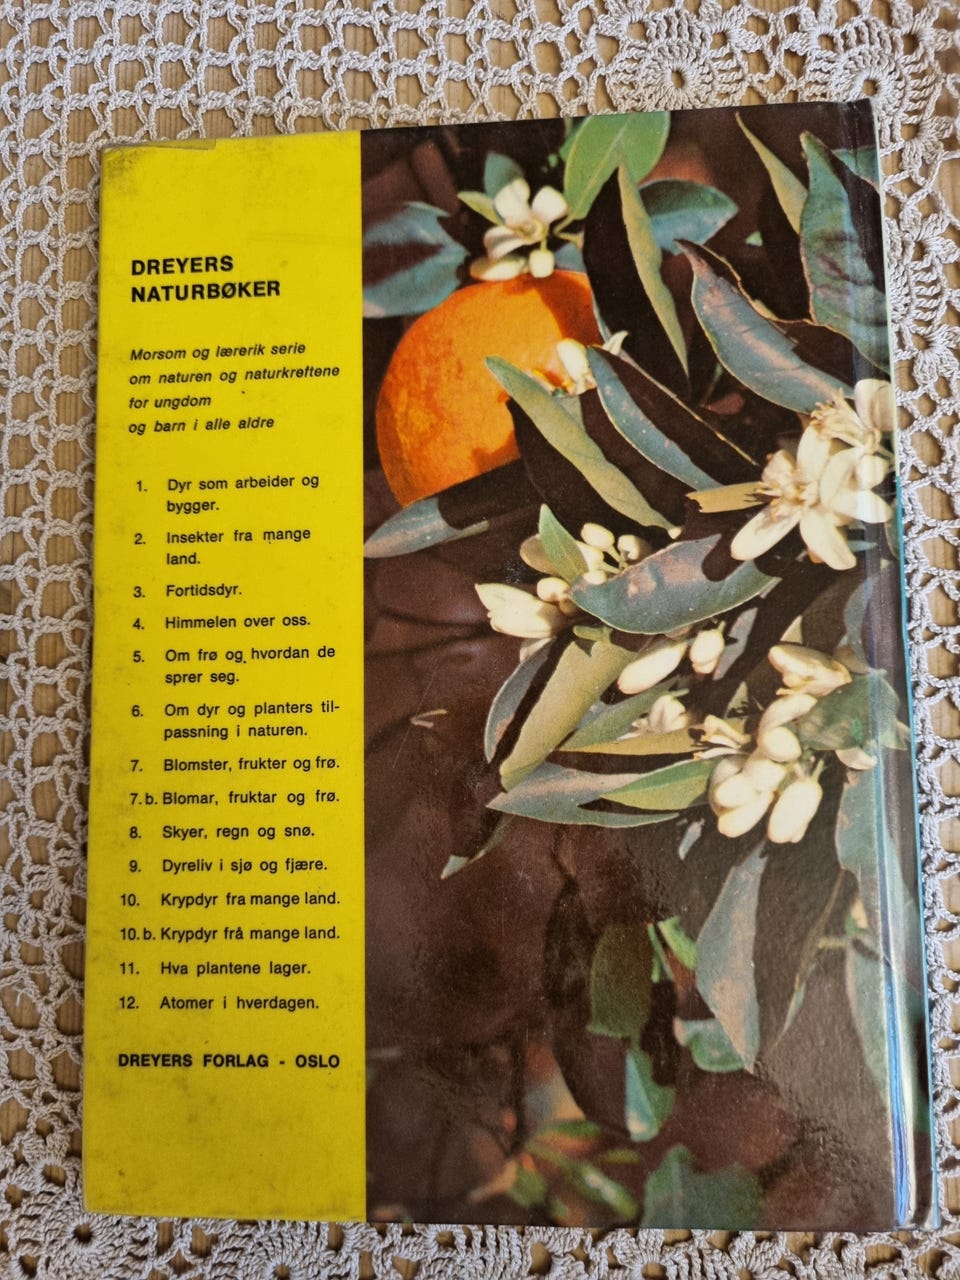 DREYERS
NATURBØKER
Morsom og lærerik serie
om naturen og naturkreftene
for ungdom
og barn i alle aldre
1. Dyr som arbeider og
bygger.
2. Insekter fra mange
land.
3. Fortidsdyr.
4. Himmelen over oss.
5. Om frø og hvordan de
sprer seg.
6. Om dyr og planters til-
passning i naturen.
7. Blomster, frukter og frø.
7.b. Blomar, fruktar og frø.
8. Skyer, regn og snø.
9. Dyreliv i sjø og fjære.
10. Krypdyr fra mange land.
10.b. Krypdyr frå mange land.
11. Hva plantene lager.
12. Atomer i hverdagen.
DREYERS FORLAG - OSLO